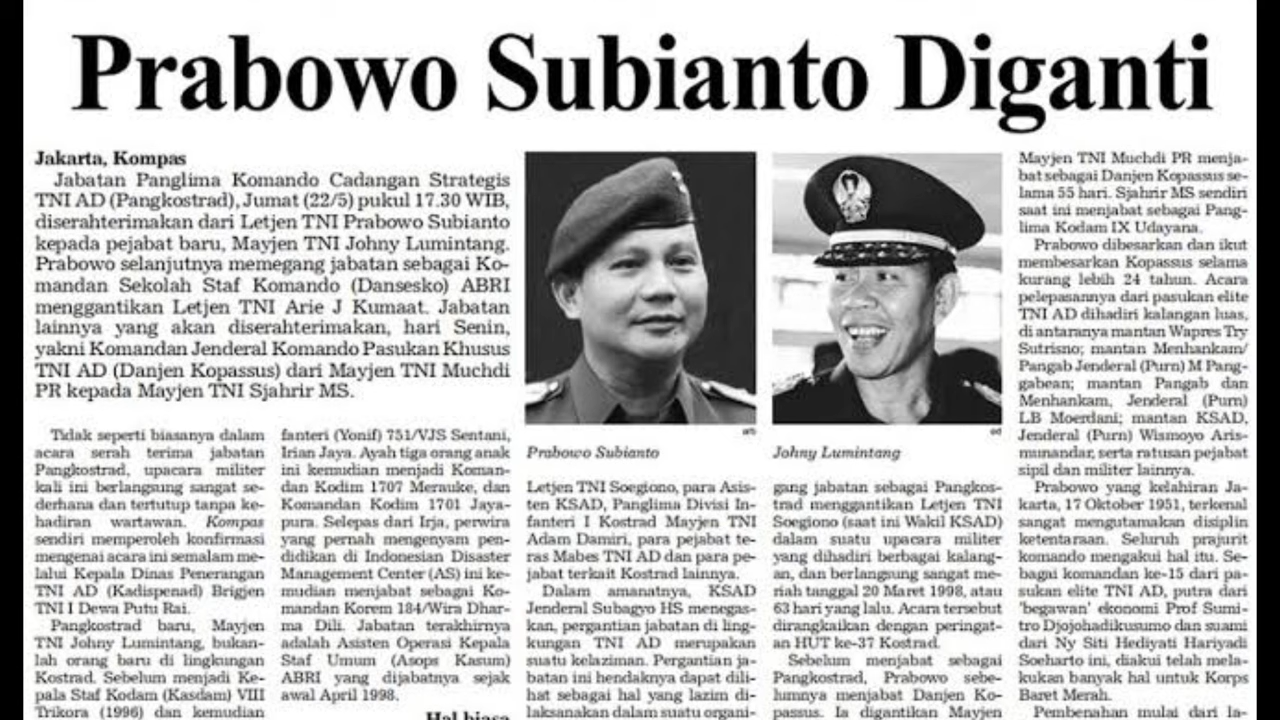 Prabowo Subianto Diganti
Jakarta, Kompas
Jabatan Panglima Komando Cadangan Strategis
TNI AD (Pangkostrad), Jumat (22/5) pukul 17.30 WIB,
diserahterimakan dari Letjen TNI Prabowo Subianto
kepada pejabat baru, Mayjen TNI Johny Lumintang.
Prabowo selanjutnya memegang jabatan sebagai Ko-
mandan Sekolah Staf Komando (Dansesko) ABRI
menggantikan Letjen TNI Arie J Kumaat. Jabatan
lainnya yang akan diserahterimakan, hari Senin,
yakni Komandan Jenderal Komando Pasukan Khusus
TNI AD (Danjen Kopassus) dari Mayjen TNI Muchdi
PR kepada Mayjen TNI Sjahrir MS.
Tidak seperti biasanya dalam
acara serah terima jabatan
Pangkostrad, upacara militer
kali ini berlangsung sangat se-
derhana dan tertutup tanpa ke-
hadiran wartawan. Kompas
sendiri memperoleh konfirmasi
mengenai acara ini semalam me-
lalui Kepala Dinas Penerangan
TNI AD (Kadispenad) Brigjen
TNI I Dewa Putu Rai.
Pangkostrad baru, Mayjen
TNI Johny Lumintang, bukan-
lah orang baru di lingkungan
Kostrad. Sebelum menjadi Ke-
pala Staf Kodam (Kasdam) VIII
Trikora (1996) dan kemudian
fanteri (Yonif) 751/VJS Sentani,
Irian Jaya. Ayah tiga orang anak
ini kemudian menjadi Koman-
dan Kodim 1707 Merauke, dan
Komandan Kodim 1701 Jaya-
pura. Selepas dari Irja, perwira
yang pernah mengenyam pen-
didikan di Indonesian Disaster
Management Center (AS) ini ke-
mudian menjabat sebagai Ko-
mandan Korem 184/Wira Dhar-
ma Dili. Jabatan terakhirnya
adalah Asisten Operasi Kepala
Staf Umum (Asops Kasum)
ABRI yang dijabatnya sejak
awal April 1998.
Hal biasa
Prabowo Subianto
Letjen TNI Soegiono, para Asis-
ten KSAD, Panglima Divisi In-
fanteri I Kostrad Mayjen TNI
Adam Damiri, para pejabat te-
ras Mabes TNI AD dan para pe-
jabat terkait Kostrad lainnya.
Dalam amanatnya, KSAD
Jenderal Subagyo HS menegas-
kan, pergantian jabatan di ling-
kungan TNI AD merupakan
suatu kelaziman. Pergantian ja-
batan ini hendaknya dapat dili-
hat sebagai hal yang lazim di-
laksanakan dalam suatu organi-
Johny Lumintang
gang jabatan sebagai Pangkos-
trad menggantikan Letjen TNI
Soegiono (saat ini Wakil KSAD)
dalam suatu upacara militer
yang dihadiri berbagai kalang-
an, dan berlangsung sangat me-
riah tanggal 20 Maret 1998, atau
63 hari yang lalu. Acara tersebut
dirangkaikan dengan peringat-
an HUT ke-37 Kostrad.
Sebelum menjabat sebagai
Pangkostrad, Prabowo sebe-
lumnya menjabat Danjen Ko-
passus. Ia digantikan Mayjen
Mayjen TNI Muchdi PR menja-
bat sebagai Danjen Kopassus se-
lama 55 hari. Sjahrir MS sendiri
saat ini menjabat sebagai Pang-
lima Kodam IX Udayana.
Prabowo dibesarkan dan ikut
membesarkan Kopassus selama
kurang lebih 24 tahun. Acara
pelepasannya dari pasukan elite
TNI AD dihadiri kalangan luas,
di antaranya mantan Wapres Try
Sutrisno; mantan Menhankam/
Pangab Jenderal (Purn) M Pang-
gabean; mantan Pangab dan
Menhankam, Jenderal (Purn)
LB Moerdani; mantan KSAD,
Jenderal (Purn) Wismoyo Aris-
munandar, serta ratusan pejabat
sipil dan militer lainnya.
Prabowo yang kelahiran Ja-
karta, 17 Oktober 1951, terkenal
sangat mengutamakan disiplin
ketentaraan. Seluruh prajurit
komando mengakui hal itu. Se-
bagai komandan ke-15 dari pa-
sukan elite TNI AD, putra dari
'begawan' ekonomi Prof Sumi-
tro Djojohadikusumo dan suami
dari Ny Siti Hediyati Hariyadi
Soeharto ini, diakui telah mela-
kukan banyak hal untuk Korps
Baret Merah.
Pembenahan mulai dari la-